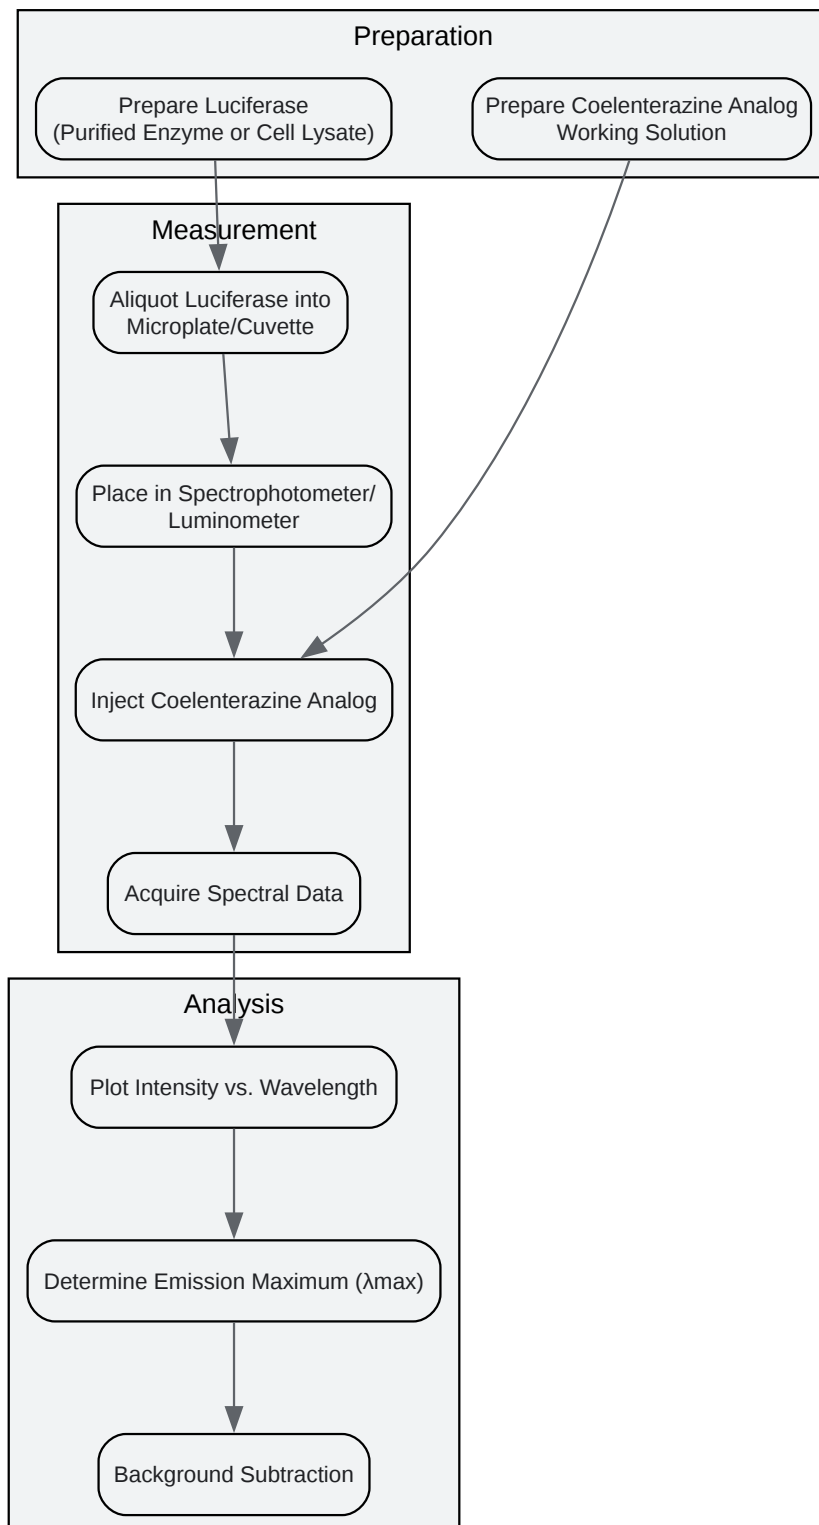 Preparation
Prepare Luciferase
(Purified Enzyme or Cell Lysate)
Prepare Coelenterazine Analog
Working Solution
Measurement
Aliquot Luciferase into
Microplate/Cuvette
Place in Spectrophotometer/
Luminometer
Inject Coelenterazine Analog
Acquire Spectral Data
Analysis
Plot Intensity vs. Wavelength
Determine Emission Maximum (λmax)
Background Subtraction